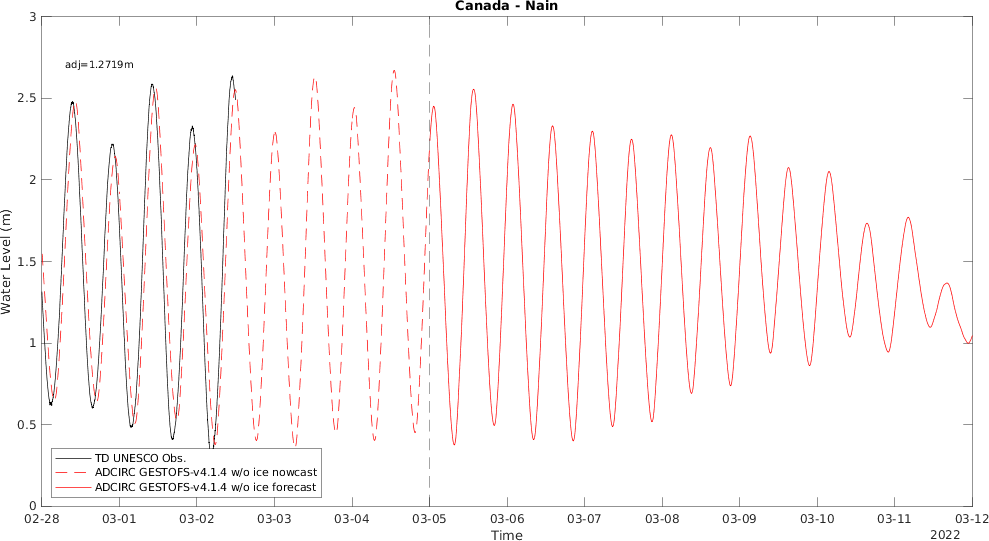 Canada - Nain
3
adj=1.2719m
2.5
2
Water Level (m)
1.5
1
0.5
TD UNESCO Obs.
ADCIRC GESTOFS-v4.1.4 w/o ice nowcast
ADCIRC GESTOFS-v4.1.4 w/o ice forecast
0
02-28 03-01 03-02 03-03 03-04 03-05 03-06 03-07 03-08 03-09 03-10 03-11 03-12
Time 2022